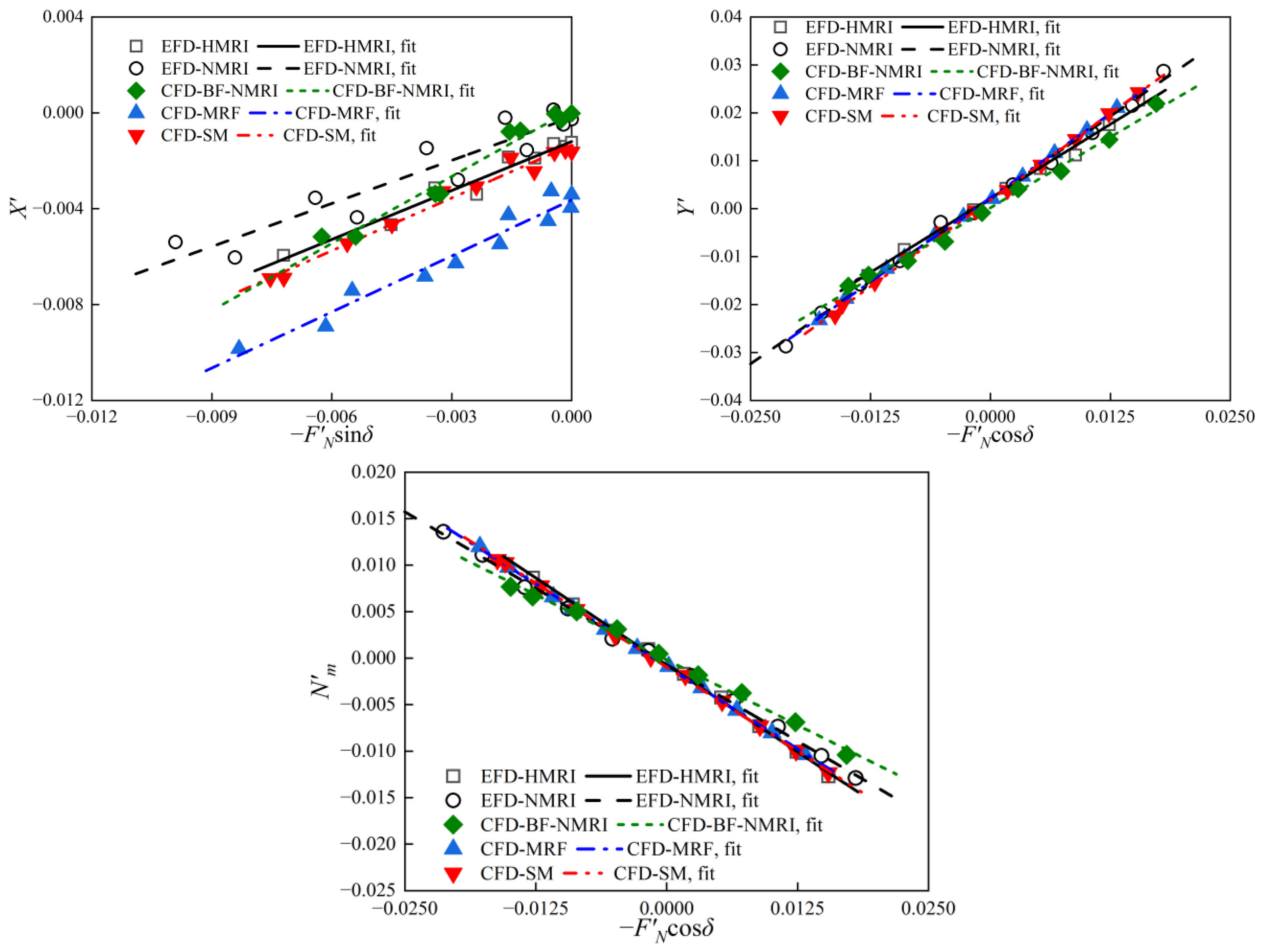 0.004
0.000
−0.004
−0.008
−0.012
X′
EFD-HMRI EFD-HMRI, fit
EFD-NMRI EFD-NMRI, fit
CFD-BF-NMRI CFD-BF-NMRI, fit
CFD-MRF CFD-MRF, fit
CFD-SM CFD-SM, fit
−0.012 −0.009 −0.006 −0.003 0.000
−F′N sinδ
0.04
0.03
0.02
0.01
0.00
−0.01
−0.02
−0.03
−0.04
Y′
EFD-HMRI EFD-HMRI, fit
EFD-NMRI EFD-NMRI, fit
CFD-BF-NMRI CFD-BF-NMRI, fit
CFD-MRF CFD-MRF, fit
CFD-SM CFD-SM, fit
−0.0250 −0.0125 0.0000 0.0125 0.0250
−F′N cosδ
0.020
0.015
0.010
0.005
0.000
−0.005
−0.010
−0.015
−0.020
−0.025
N′m
EFD-HMRI EFD-HMRI, fit
EFD-NMRI EFD-NMRI, fit
CFD-BF-NMRI CFD-BF-NMRI, fit
CFD-MRF CFD-MRF, fit
CFD-SM CFD-SM, fit
−0.0250 −0.0125 0.0000 0.0125 0.0250
−F′N cosδ